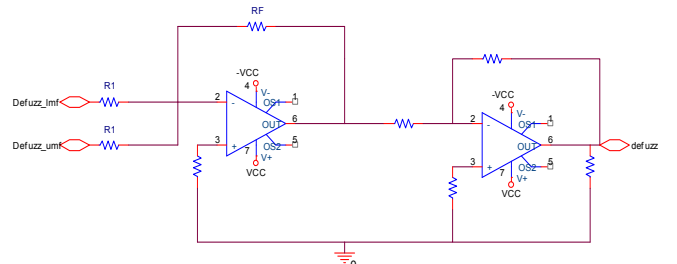 RF
R1
Defuzz_lmf
R1
Defuzz_umf
-VCC
4
V-
OS1
1
2
-
OUT
6
3
+
OS2
5
7
V+
VCC
-VCC
4
V-
OS1
1
2
-
OUT
6
defuzz
3
+
OS2
5
7
V+
VCC
0